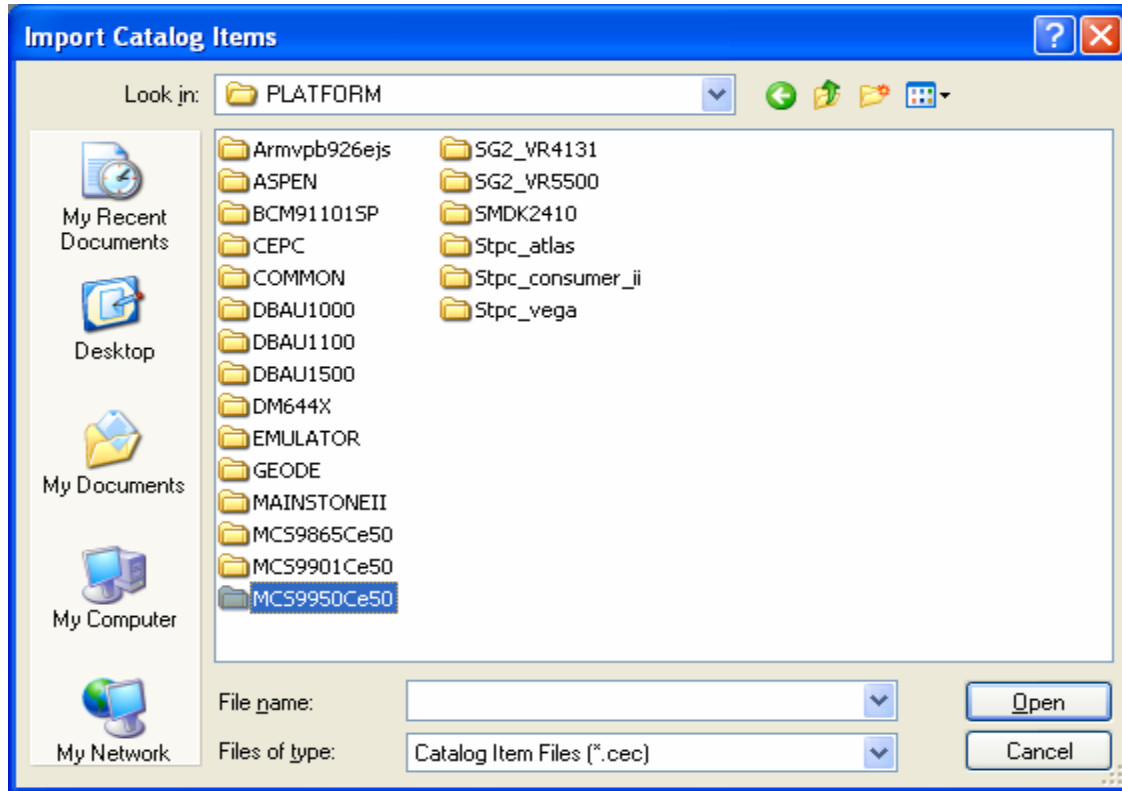 Import Catalog Items
Look in: PLATFORM
My Recent Documents
Desktop
My Documents
My Computer
My Network
Armvpb926ejs
ASPEN
BCM91101SP
CEPC
COMMON
DBAU1000
DBAU1100
DBAU1500
DM644X
EMULATOR
GEODE
MAINSTONEII
MCS9865Ce50
MCS9901Ce50
MCS9950Ce50
SG2_VR4131
SG2_VR5500
SMDK2410
Stpc_atlas
Stpc_consumer_ii
Stpc_vega
File name:
Open
Files of type: Catalog Item Files (*.cec)
Cancel